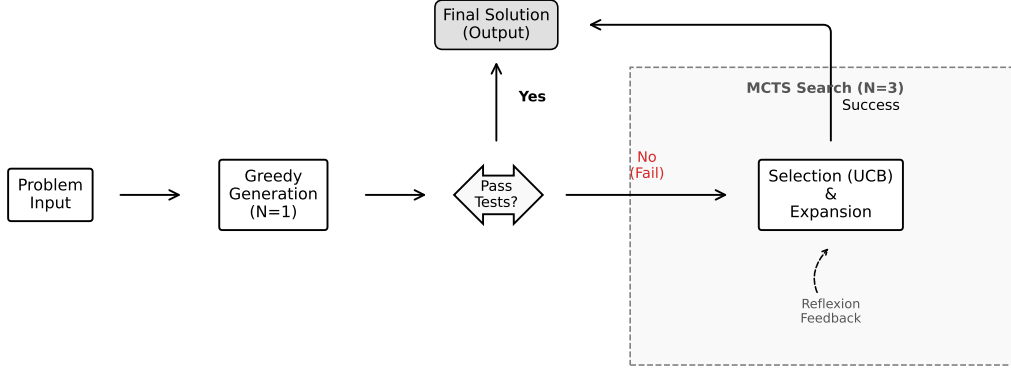 Final Solution
(Output)
MCTS Search (N=3)
Yes
Success
No
(Fail)
Problem
Input
Greedy
Generation
(N=1)
Pass
Tests?
Selection (UCB)
&
Expansion
Reflexion
Feedback